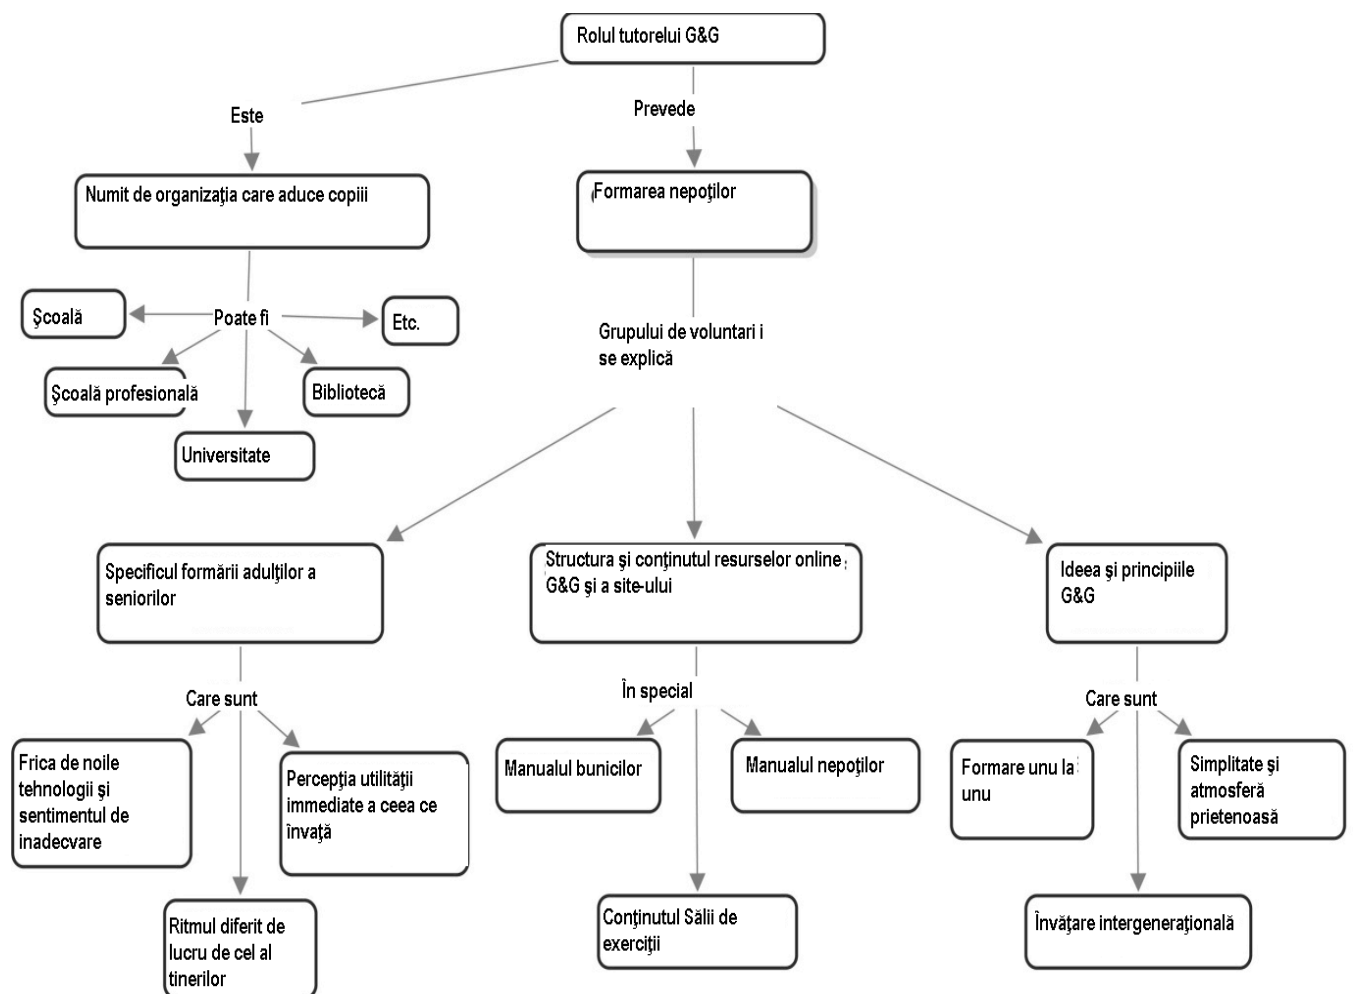 Rolul tutorelui G&G
Este
Prevede
Numit de organizaţia care aduce copiii
Formarea nepoţilor
Şcoală
Poate fi
Etc.
Şcoală profesională
Bibliotecă
Universitate
Grupului de voluntari i
se explică
Specificul formării adulţilor a
seniorilor
Structura şi conţinutul resurselor online
G&G şi a site-ului
Ideea şi principiile
G&G
Care sunt
În special
Care sunt
Frica de noile
tehnologii şi
sentimentul de
inadecvare
Percepţia utilităţii
immediate a ceea ce
învaţă
Ritmul diferit de
lucru de cel al
tinerilor
Manualul bunicilor
Manualul nepoţilor
Conţinutul Sălii de
exerciţii
Formare unu la
unu
Simplitate şi
atmosferă
prietenoasă
Învăţare intergeneraţională